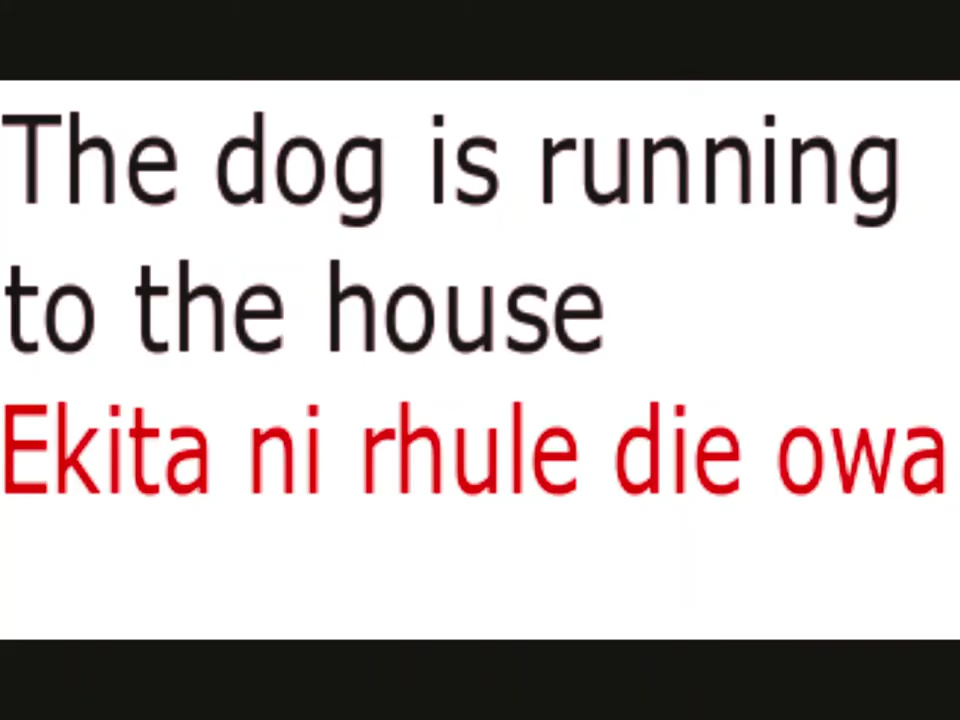 The dog is running
to the house
Ekita ni rhule die owa